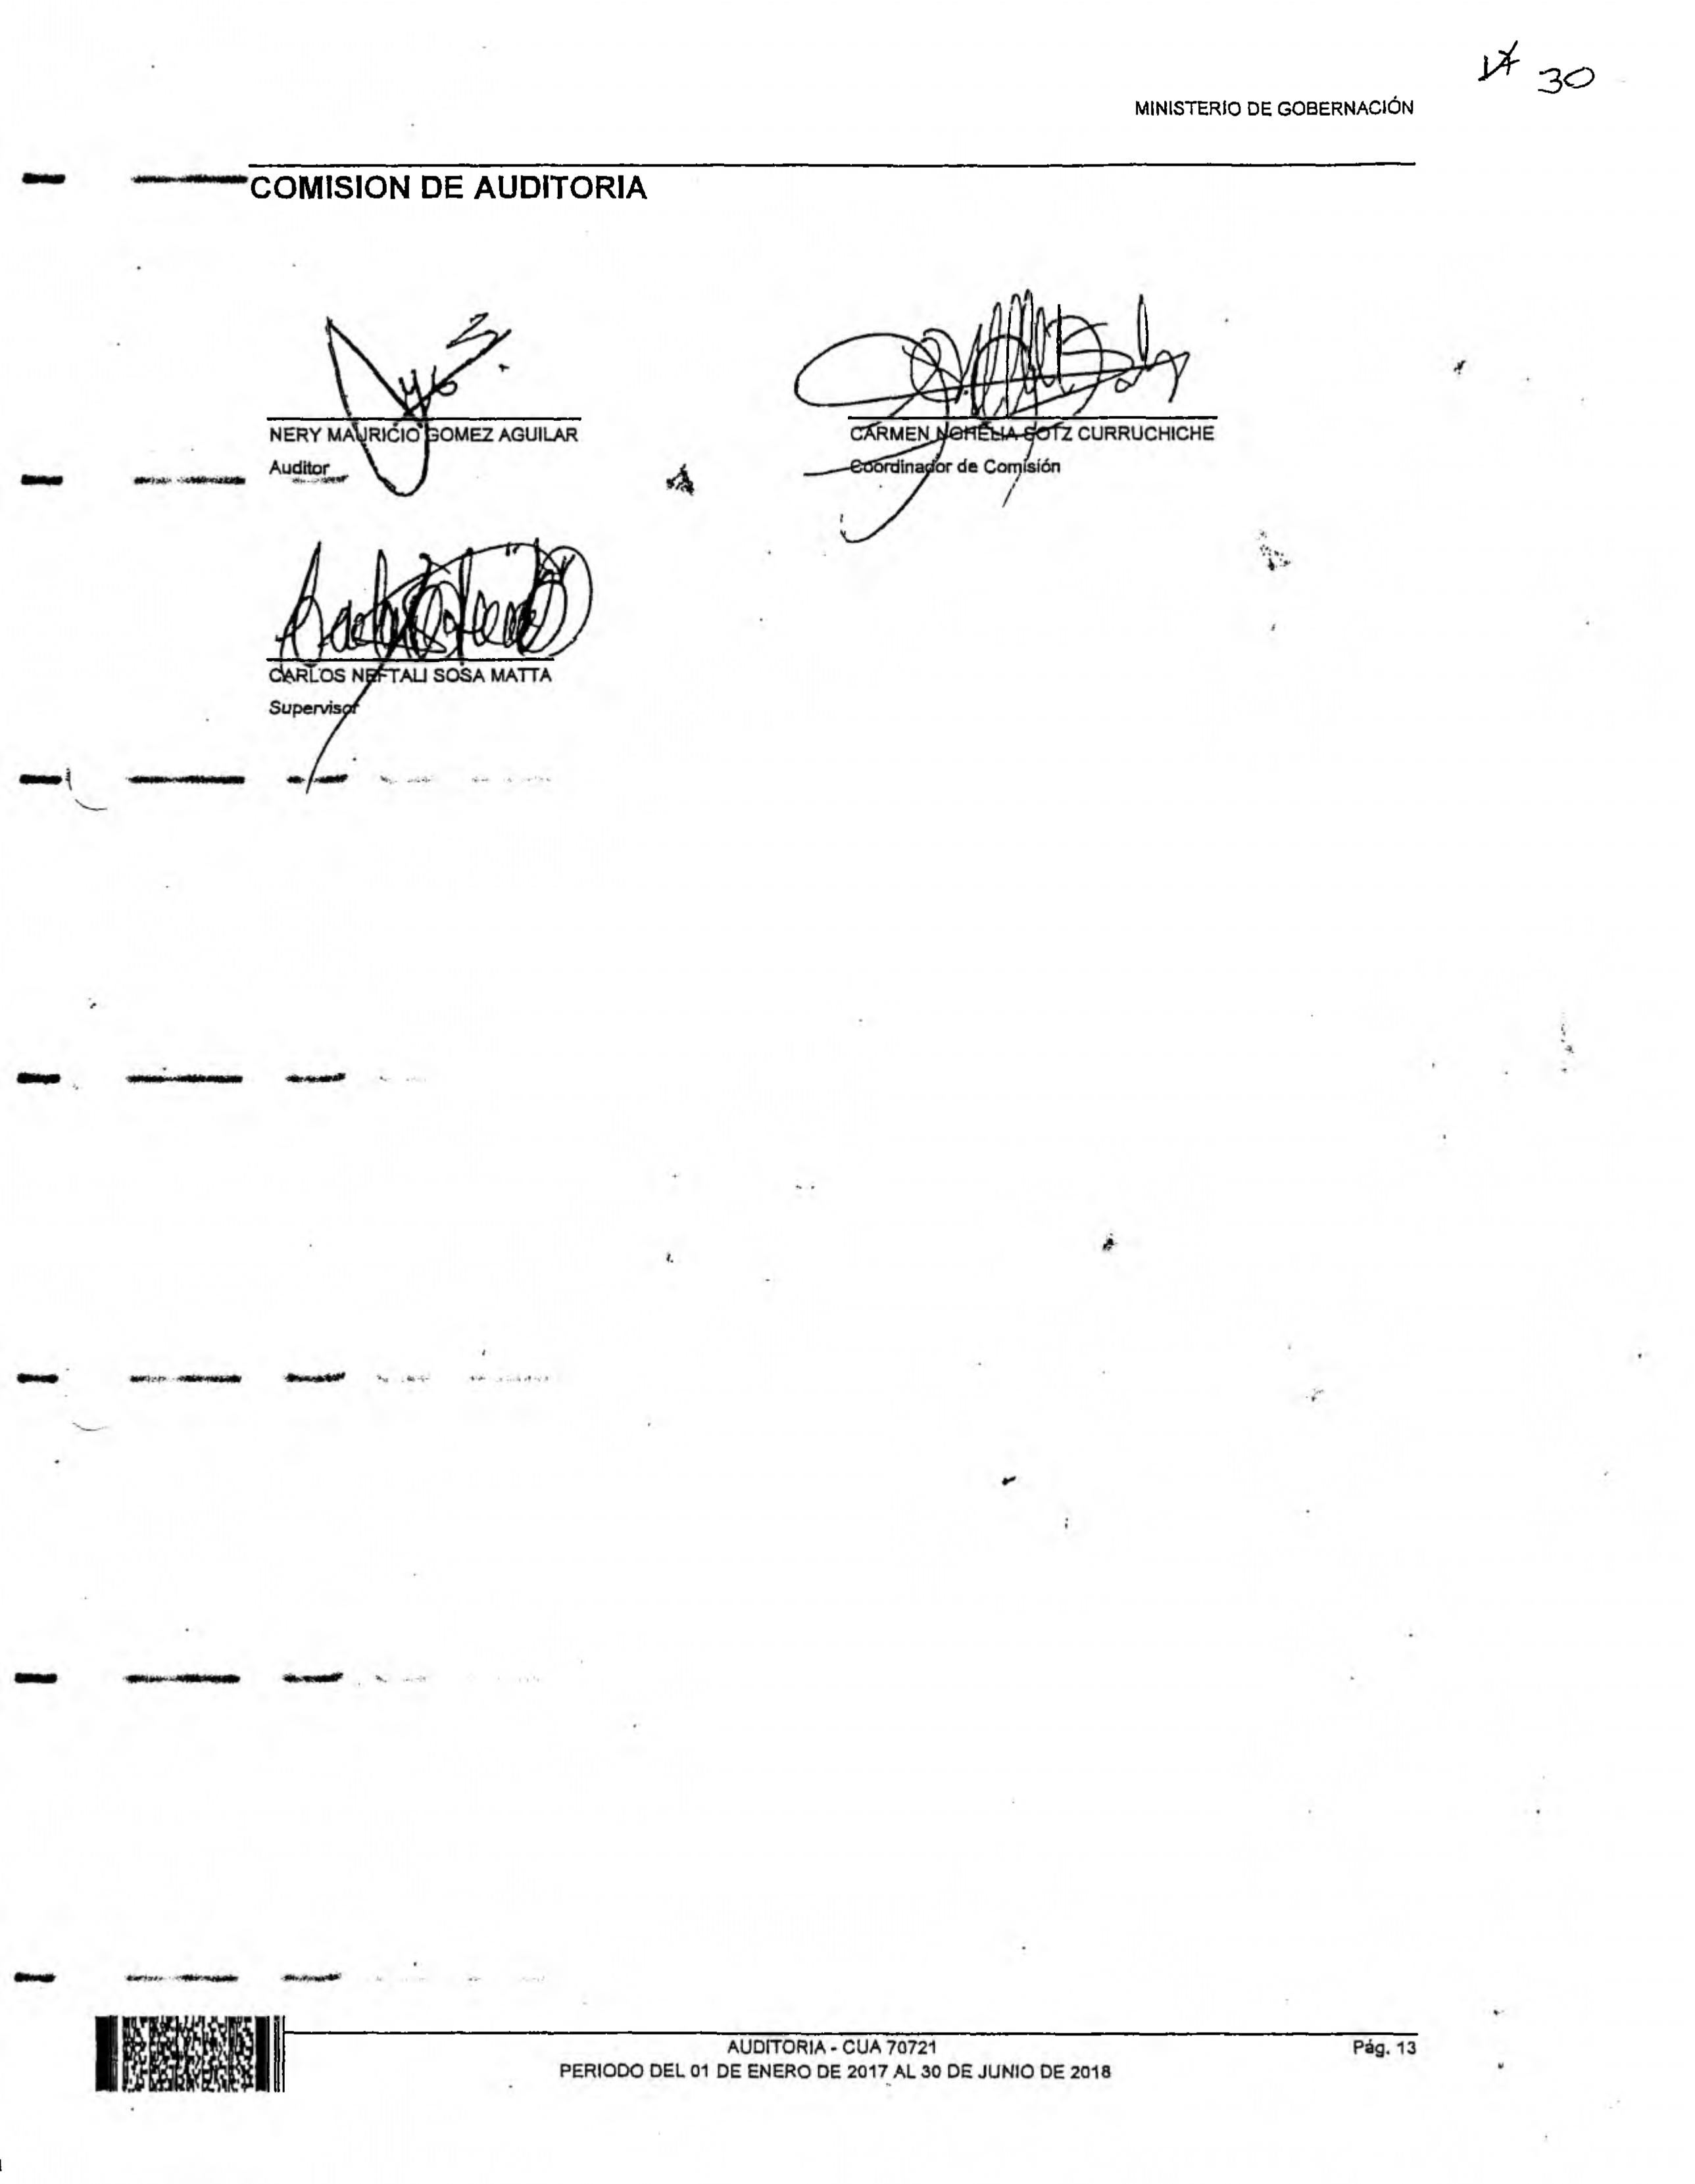 30
MINISTERIO DE GOBERNACIÓN
COMISION DE AUDITORIA
NERY MAURICIO GOMEZ AGUILAR
Auditor
CARMEN NOHELIA SOTZ CURRUCHICHE
Coordinador de Comisión
CARLOS NEFTALI SOSA MATTA
Supervisor
AUDITORIA - CUA 70721
Pág. 13
PERIODO DEL 01 DE ENERO DE 2017 AL 30 DE JUNIO DE 2018